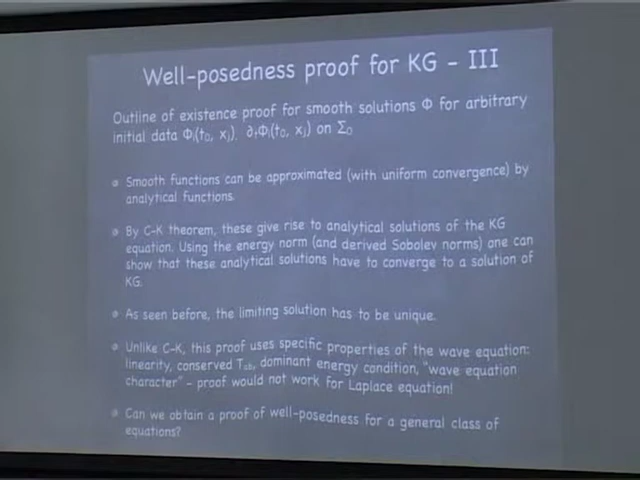 Well-posedness proof for KG - III
Outline of existence proof for smooth solutions Φ for arbitrary
initial data Φ(t₀, xⱼ), ∂ₜΦ(t₀, xⱼ) on Σ₀
Smooth functions can be approximated (with uniform convergence) by
analytical functions.
By C-K theorem, these give rise to analytical solutions of the KG
equation. Using the energy norm (and derived Sobolev norms) one can
show that these analytical solutions have to converge to a solution of
KG.
As seen before, the limiting solution has to be unique.
Unlike C-K, this proof uses specific properties of the wave equation:
linearity, conserved Tₐᵦ, dominant energy condition, "wave equation
character" - proof would not work for Laplace equation!
Can we obtain a proof of well-posedness for a general class of
equations?